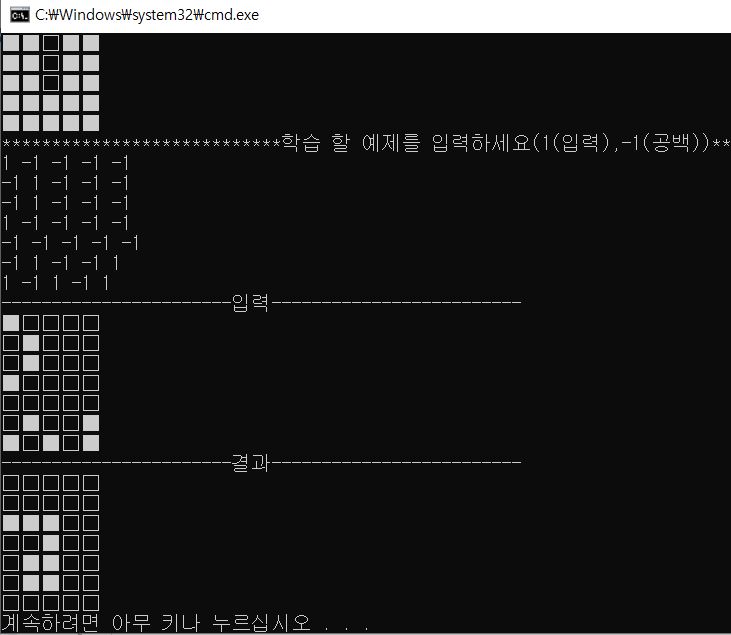 C:₩Windows₩system32₩cmd.exe
****************************학습 할 예제를 입력하세요(1(입력),-1(공백))**
1 -1 -1 -1 -1
-1 1 -1 -1 -1
-1 1 -1 -1 -1
1 -1 -1 -1 -1
-1 -1 -1 -1 -1
-1 1 -1 -1 1
1 -1 1 -1 1
-----------------------입력-------------------------
-----------------------결과-------------------------
계속하려면 아무 키나 누르십시오 . . .